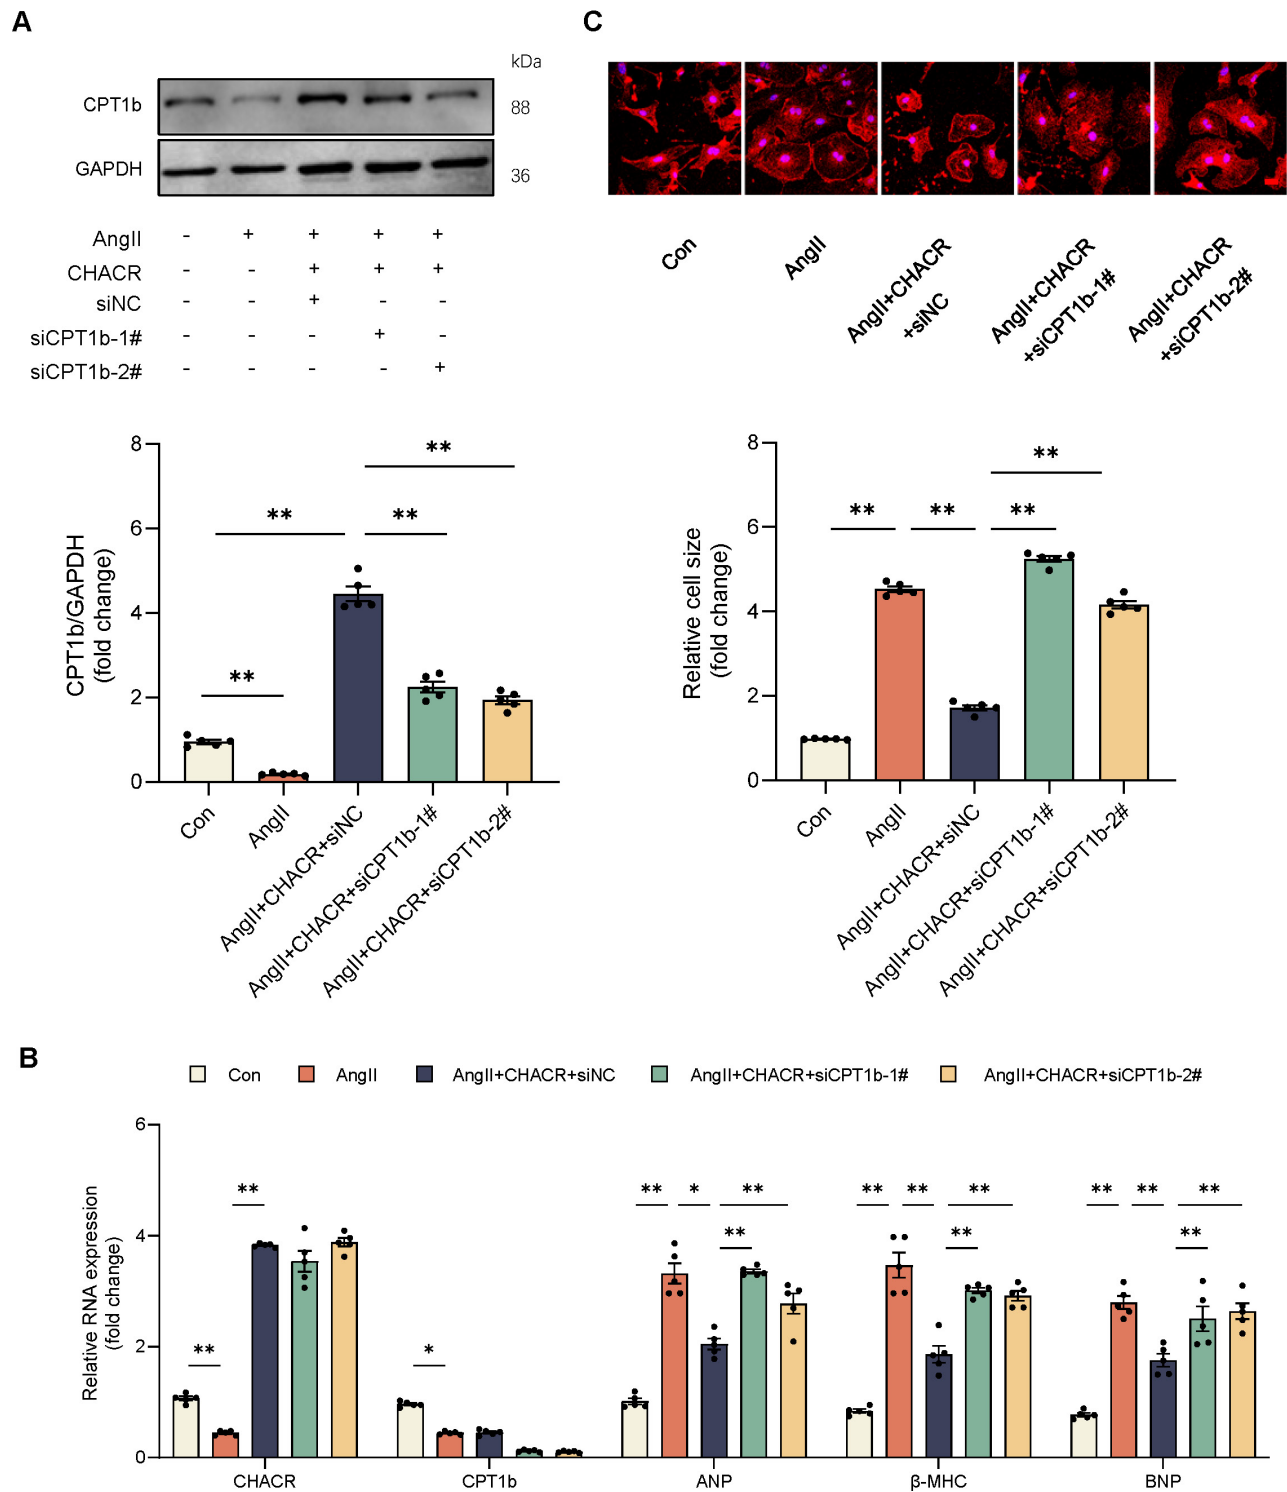 A
kDa
CPT1b
88
GAPDH
36
AngII - + + + +
CHACR - - + + +
siNC - - + - -
siCPT1b-1# - - - + -
siCPT1b-2# - - - - +
CPT1b/GAPDH
(fold change)
8
6
4
2
0
**
**
**
**
Con
AngII
AngII+CHACR+siNC
AngII+CHACR+siCPT1b-1#
AngII+CHACR+siCPT1b-2#
C
Con
AngII
AngII+CHACR
+siNC
AngII+CHACR
+siCPT1b-1#
AngII+CHACR
+siCPT1b-2#
Relative cell size
(fold change)
8
6
4
2
0
**
**
**
**
**
Con
AngII
AngII+CHACR+siNC
AngII+CHACR+siCPT1b-1#
AngII+CHACR+siCPT1b-2#
B
Con AngII AngII+CHACR+siNC AngII+CHACR+siCPT1b-1# AngII+CHACR+siCPT1b-2#
Relative RNA expression
(fold change)
6
4
2
0
** ** * ** ** ** ** ** ** **
** ** **
** *
CHACR CPT1b ANP β-MHC BNP